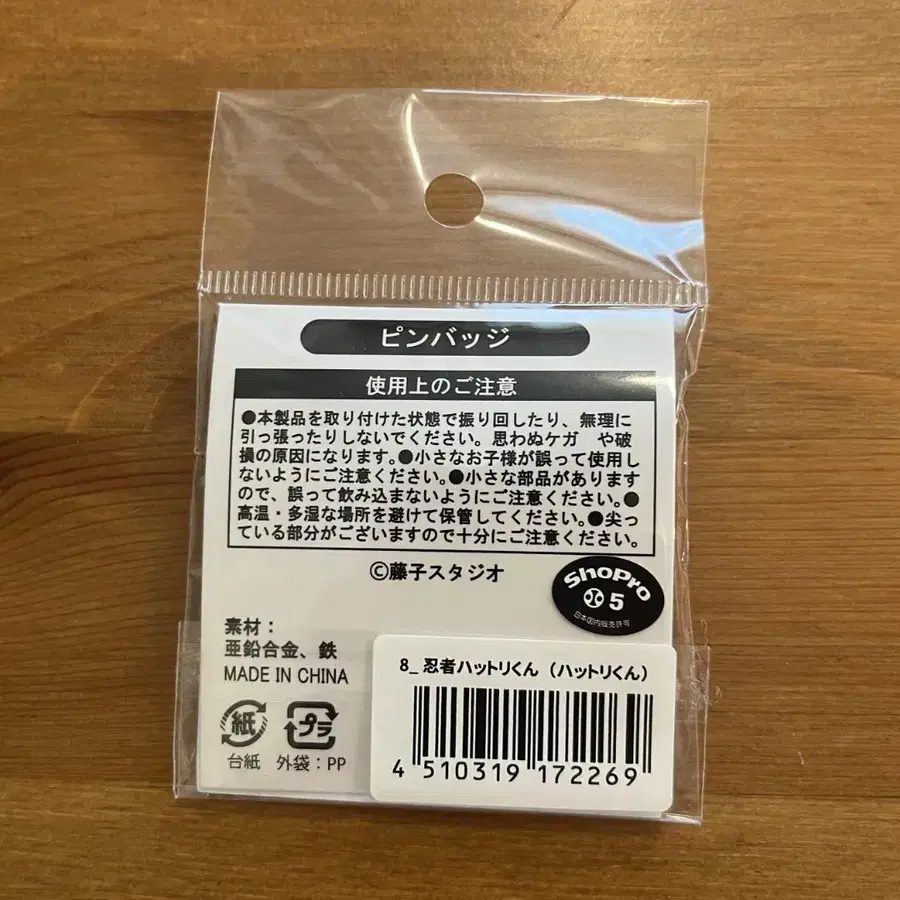 ピンバッジ
使用上のご注意
●本製品を取り付けた状態で振り回したり、無理に
引っ張ったりしないでください。思わぬケガ　や破
損の原因になります。●小さなお子様が誤って使用し
ないようにご注意ください。●小さな部品があります
ので、誤って飲み込まないようにご注意ください。●
高温・多湿な場所を避けて保管してください。●尖っ
ている部分がございますので十分にご注意ください。
©藤子スタジオ
ShoPro
5
日本国内販売許可
素材：
亜鉛合金、鉄
MADE IN CHINA
紙
プラ
台紙 外袋：PP
8_忍者ハットリくん（ハットリくん）
4 510319 172269